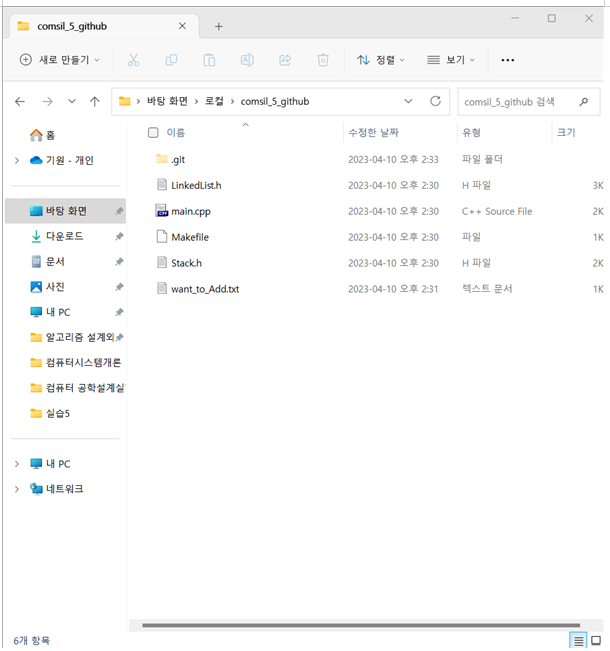 comsil_5_github
새로 만들기
정렬
보기
바탕 화면 > 로컬 > comsil_5_github
comsil_5_github 검색
홈
기원 - 개인
바탕 화면
다운로드
문서
사진
내 PC
알고리즘 설계와
컴퓨터시스템개론
컴퓨터 공학설계실
실습5
내 PC
네트워크
이름 수정한 날짜 유형 크기
.git 2023-04-10 오후 2:33 파일 폴더
LinkedList.h 2023-04-10 오후 2:30 H 파일 3K
main.cpp 2023-04-10 오후 2:30 C++ Source File 2K
Makefile 2023-04-10 오후 2:30 파일 1K
Stack.h 2023-04-10 오후 2:30 H 파일 2K
want_to_Add.txt 2023-04-10 오후 2:31 텍스트 문서 1K
6개 항목